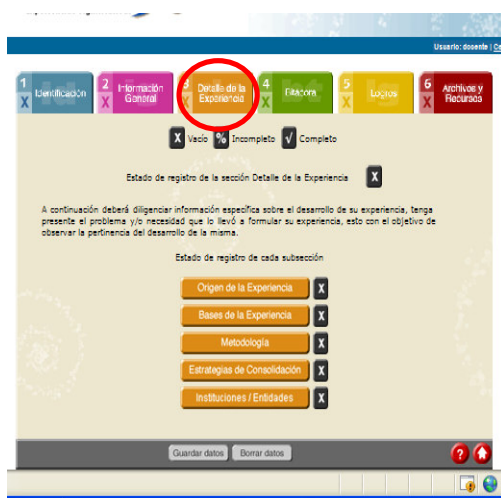 Usuario: docente |
1 Identificación
2 Información General
3 Detalle de la Experiencia
4 Bitácora
5 Logros
6 Archivos y Recursos
X X X X X X
X Vacío % Incompleto √ Completo
Estado de registro de la sección Detalle de la Experiencia X
A continuación deberá diligenciar información específica sobre el desarrollo de su experiencia, tenga
presente el problema y/o necesidad que lo llevó a formular su experiencia, esto con el objetivo de
observar la pertinencia del desarrollo de la misma.
Estado de registro de cada subsección
Origen de la Experiencia X
Bases de la Experiencia X
Metodología X
Estrategias de Consolidación X
Instituciones / Entidades X
Guardar datos Borrar datos ?